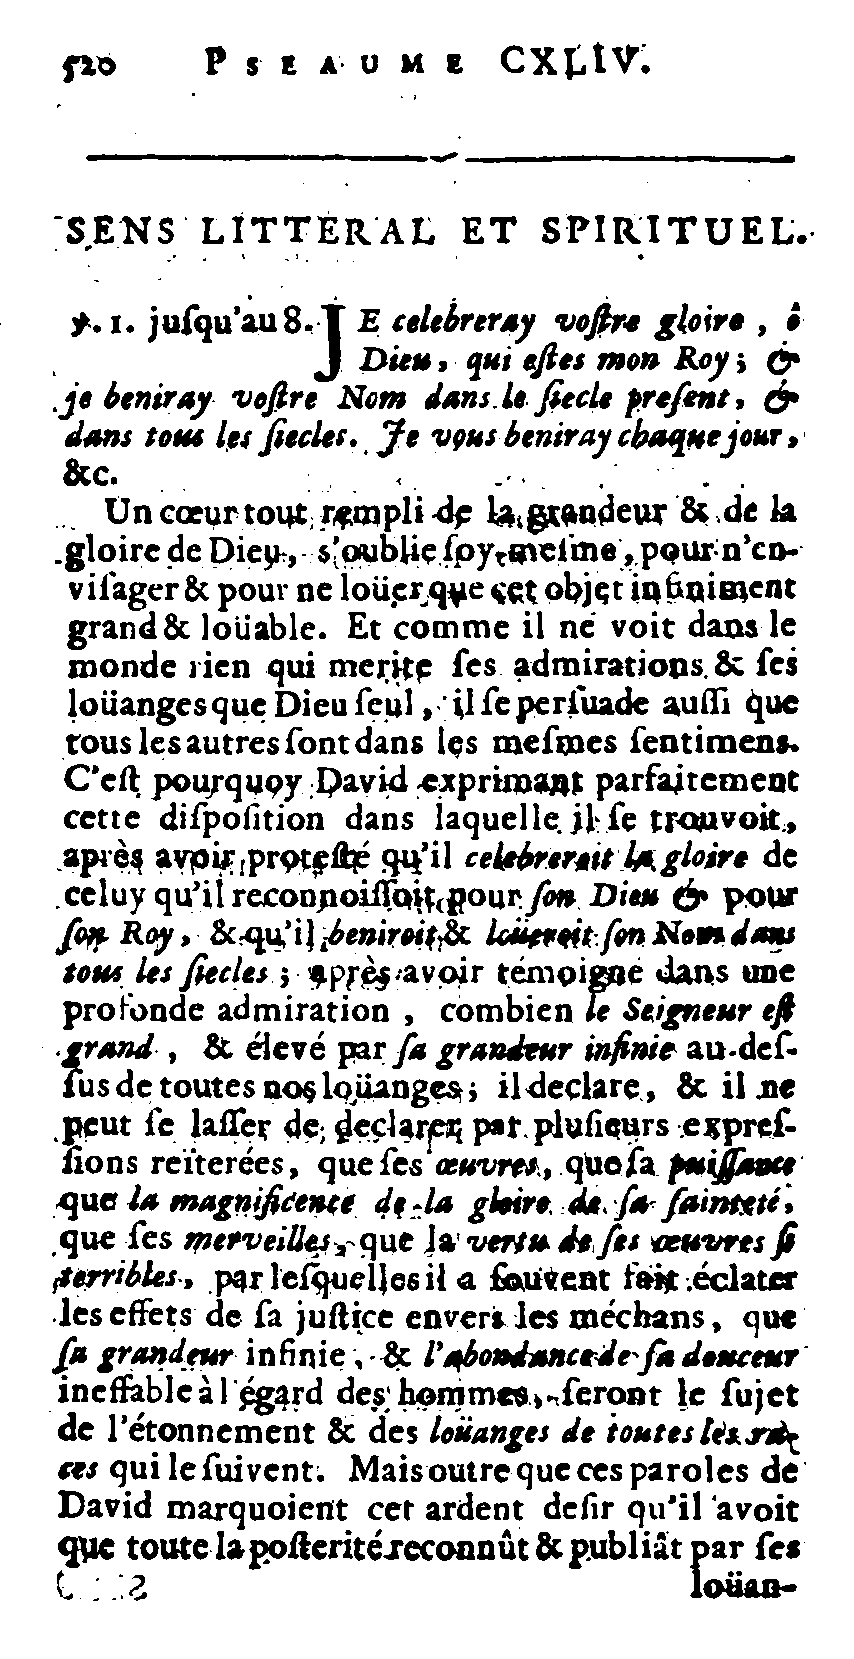 520 PSEAUME CXLIV.
SENS LITTERAL ET SPIRITUEL.
℣. 1. juſqu'au 8. JE celebreray voſtre gloire, ô
Dieu, qui eſtes mon Roy; &
je beniray voſtre Nom dans le ſiecle preſent, &
dans tous les ſiecles. Je vous beniray chaque jour,
&c.
Un cœur tout rempli de la grandeur & de la
gloire de Dieu, s'oublie ſoy-meſme, pour n'en-
viſager & pour ne loüer que cet objet infiniment
grand & loüable. Et comme il ne voit dans le
monde rien qui merite ſes admirations & ſes
loüanges que Dieu ſeul, il ſe perſuade auſſi que
tous les autres ſont dans les meſmes ſentimens.
C'eſt pourquoy David exprimant parfaitement
cette diſpoſition dans laquelle il ſe trouvoit,
après avoir proteſté qu'il celebreroit la gloire de
celuy qu'il reconnoiſſoit pour ſon Dieu & pour
ſon Roy, & qu'il beniroit & loüeroit ſon Nom dans
tous les ſiecles; après avoir témoigné dans une
profonde admiration, combien le Seigneur eſt
grand, & élevé par ſa grandeur infinie au-deſ-
ſus de toutes nos loüanges; il declare, & il ne
peut ſe laſſer de declarer par pluſieurs expreſ-
ſions reïterées, que ſes œuvres, que ſa puiſſance
que la magnificence de la gloire de ſa ſainteté,
que ſes merveilles, que la vertu de ſes œuvres ſi
terribles, par leſquelles il a ſouvent fait éclater
les effets de ſa juſtice envers les méchans, que
ſa grandeur infinie, & l'abondance de ſa douceur
ineffable à l'égard des hommes, ſeront le ſujet
de l'étonnement & des loüanges de toutes les ra-
ces qui le ſuivent. Mais outre que ces paroles de
David marquoient cet ardent deſir qu'il avoit
que toute la poſterité reconnût & publiât par ſes
loüan-